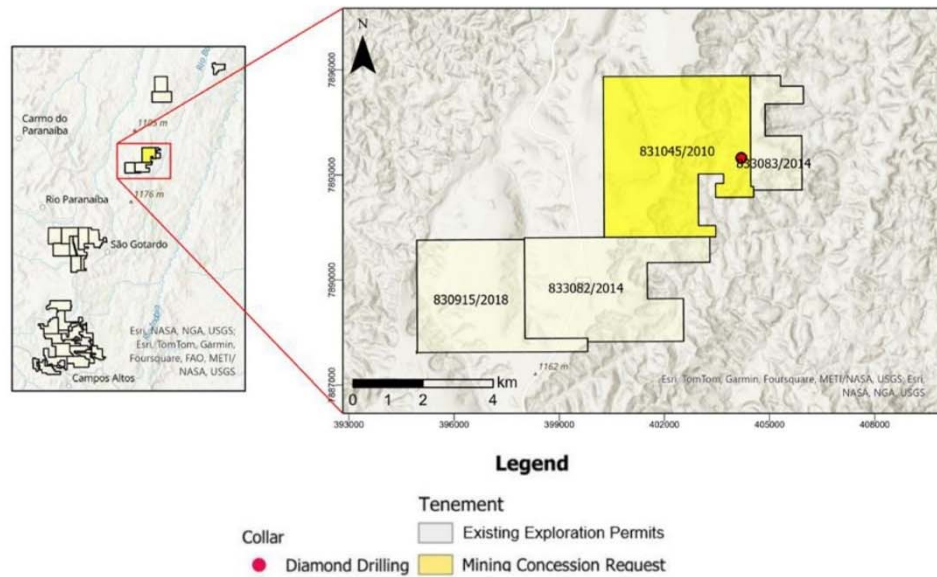 Rio B
Carmo do
Paranaíba
1176 m
Rio Paranaíba
São Gotardo
Esri, NASA, NGA, USGS;
Esri, TomTom, Garmin,
Foursquare, FAO, METI/
NASA, USGS
Campos Altos
N
7896000
7893000
7890000
7887000
831045/2010
833083/2014
830915/2018
833082/2014
1162 m
km
0 1 2 4
Esri, TomTom, Garmin, Foursquare, METI/NASA, USGS, Esri,
NASA, NGA, USGS
393000
396000
399000
402000
405000
408000
Legend
Tenement
Collar
Existing Exploration Permits
Diamond Drilling
Mining Concession Request